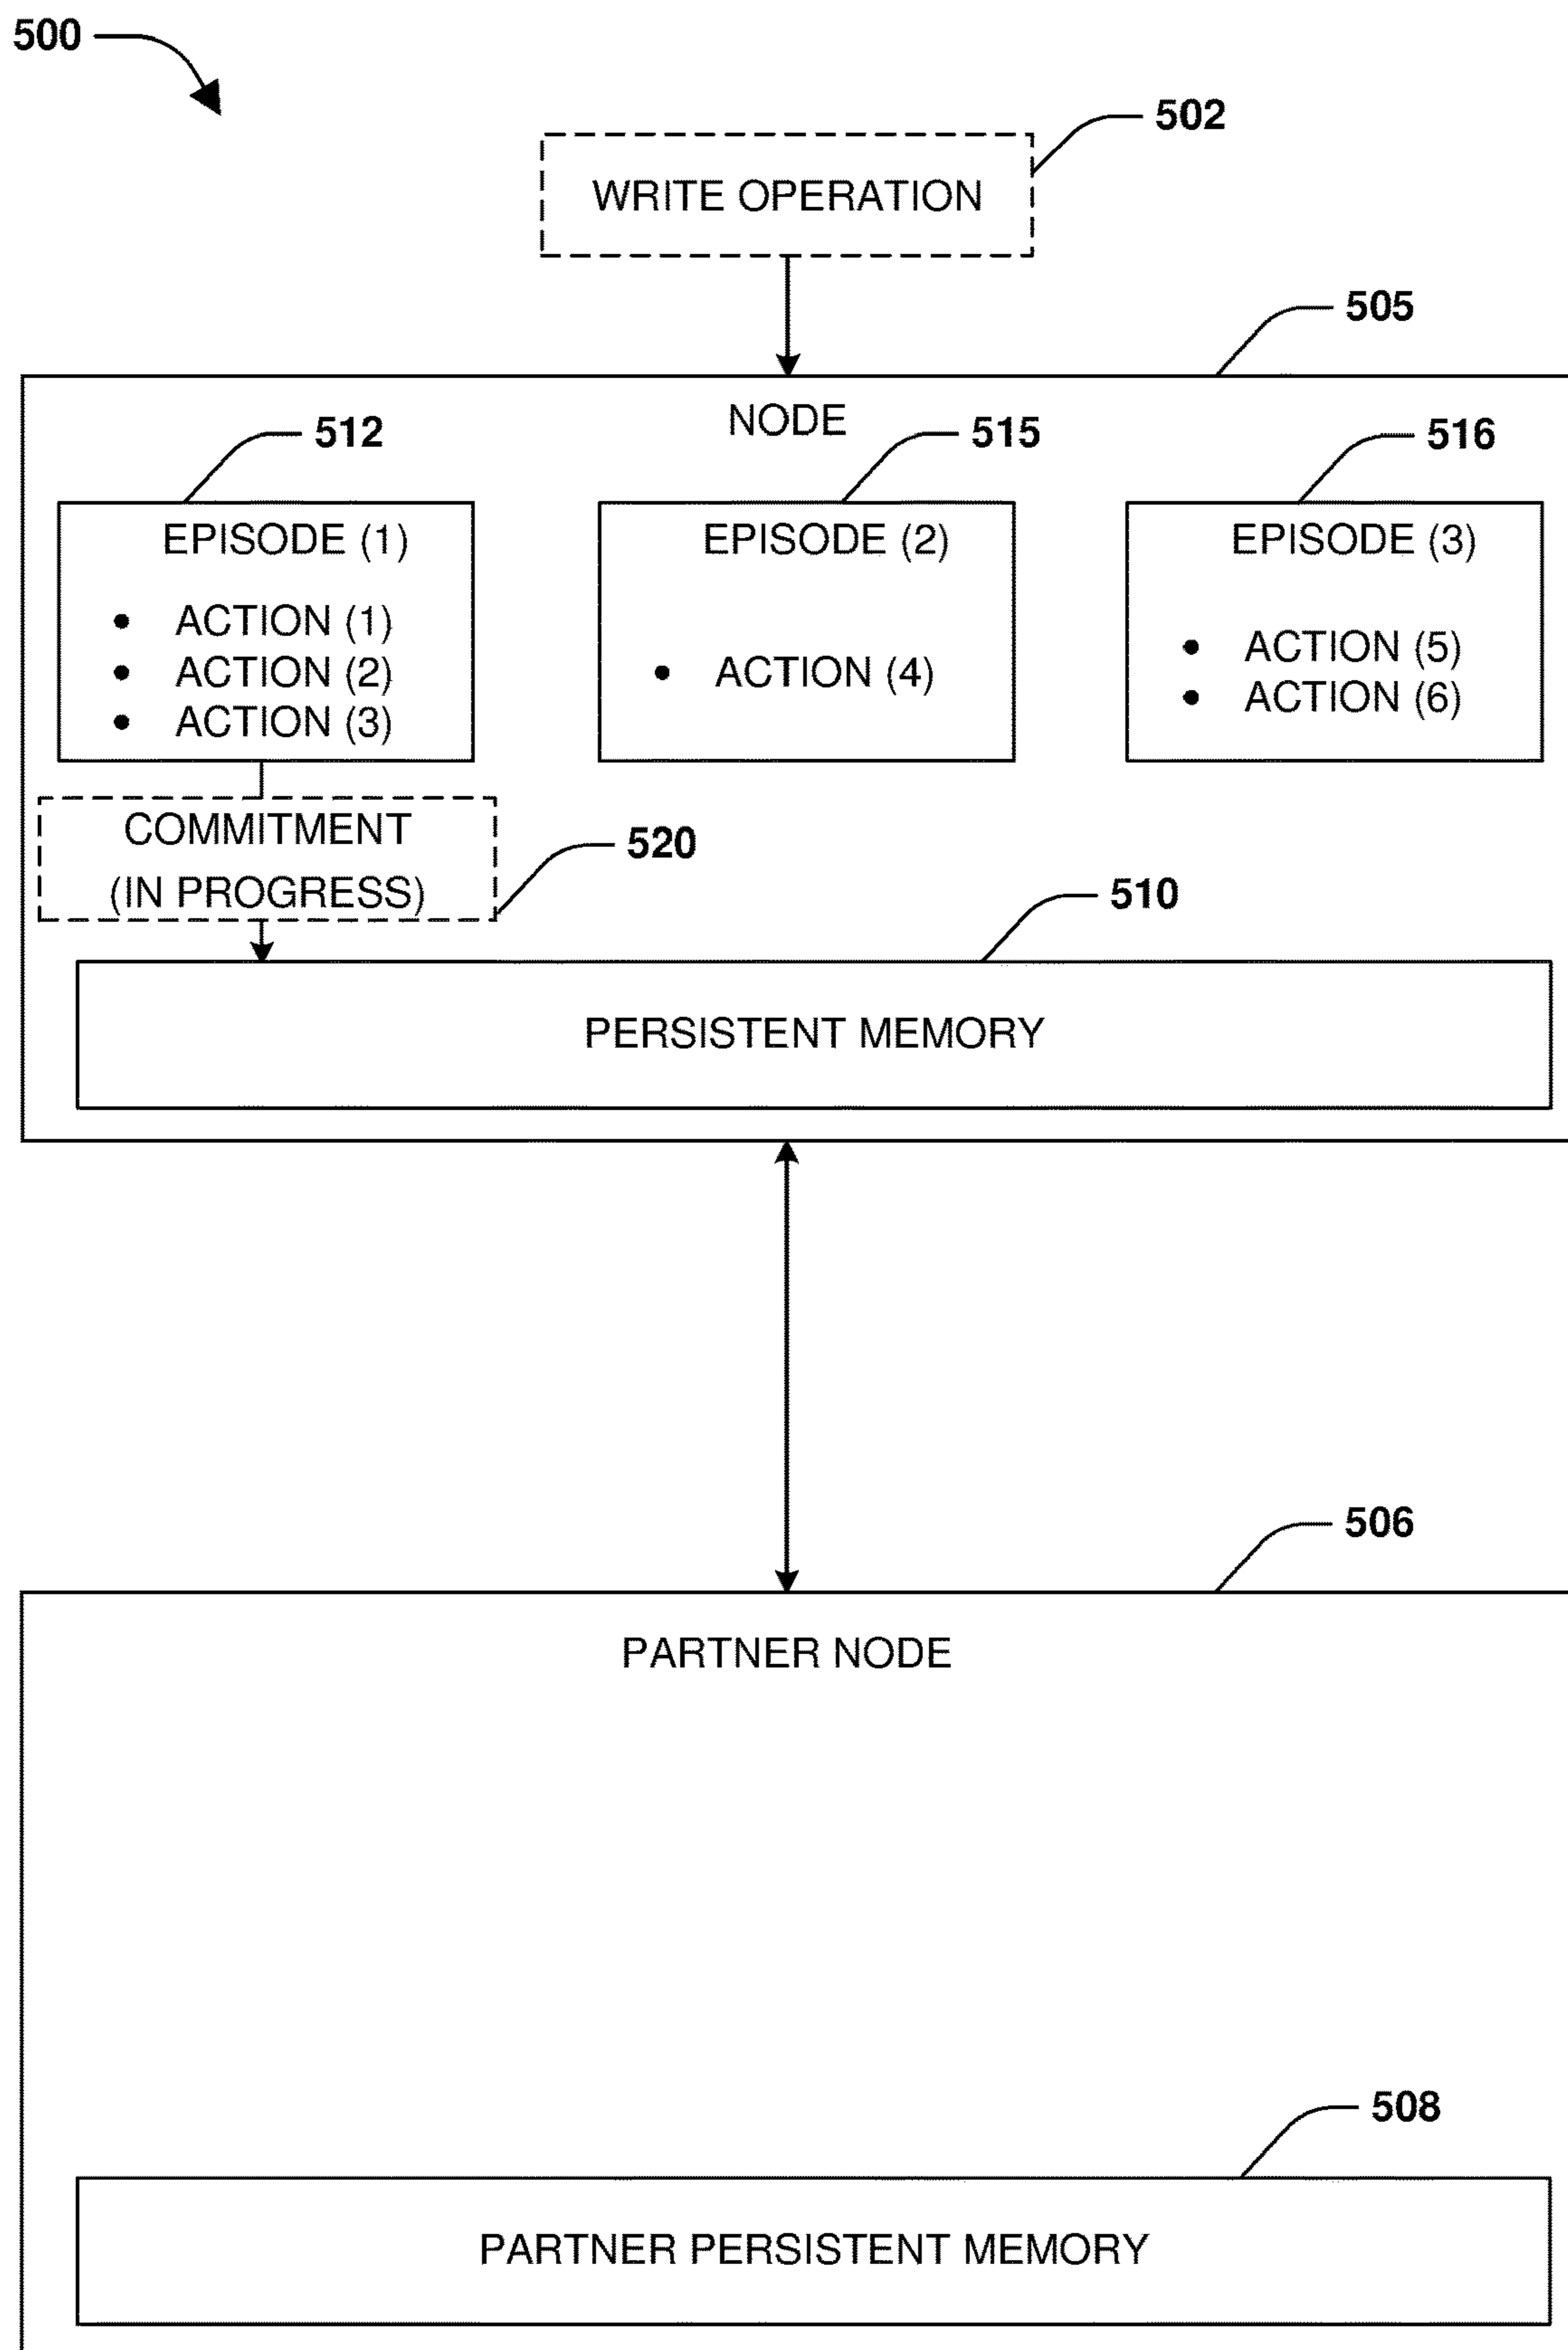 500
502
WRITE OPERATION
505
NODE
512
515
516
EPISODE (1)
• ACTION (1)
• ACTION (2)
• ACTION (3)
EPISODE (2)
• ACTION (4)
EPISODE (3)
• ACTION (5)
• ACTION (6)
COMMITMENT
(IN PROGRESS)
520
510
PERSISTENT MEMORY
506
PARTNER NODE
508
PARTNER PERSISTENT MEMORY